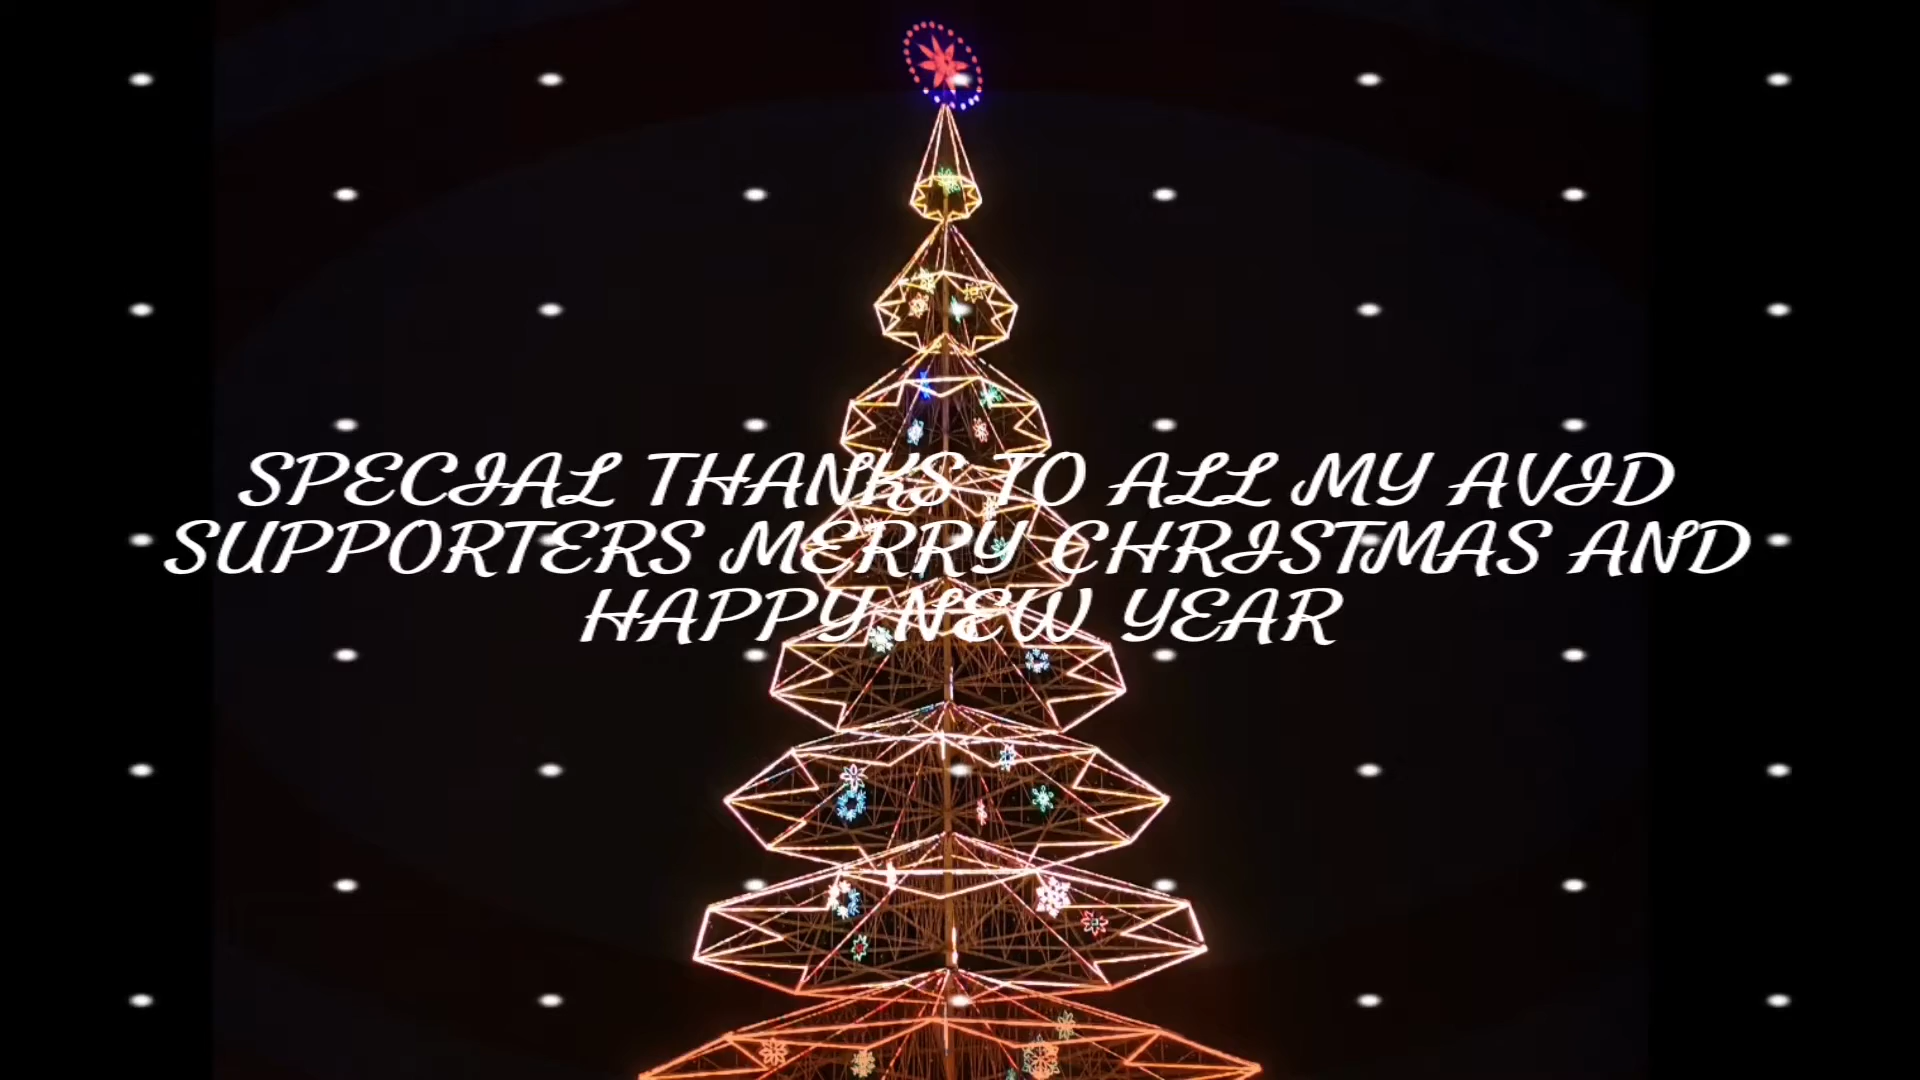 SPECIAL THANKS TO ALL MY AVID
SUPPORTERS MERRY CHRISTMAS AND
HAPPY NEW YEAR